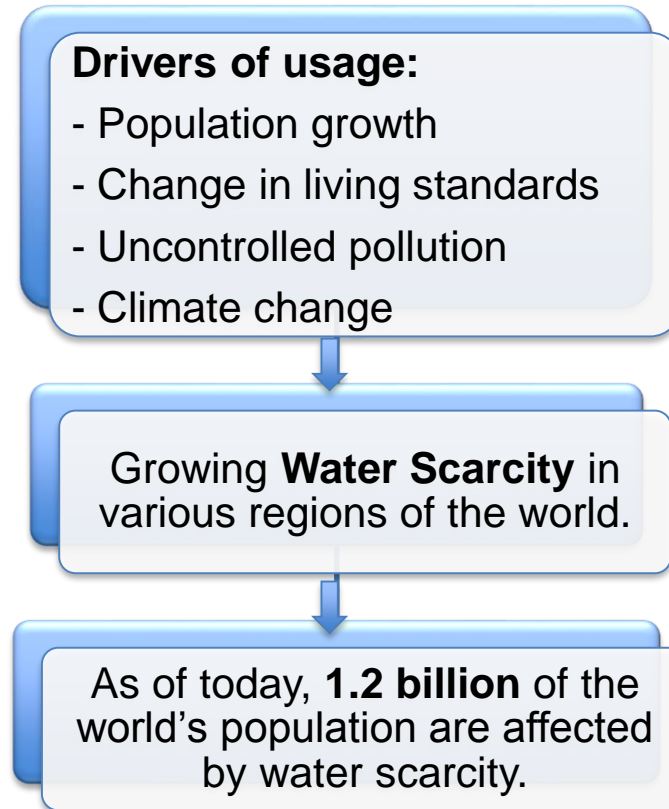 Drivers of usage:
- Population growth
- Change in living standards
- Uncontrolled pollution
- Climate change
Growing Water Scarcity in
various regions of the world.
As of today, 1.2 billion of the
world’s population are affected
by water scarcity.